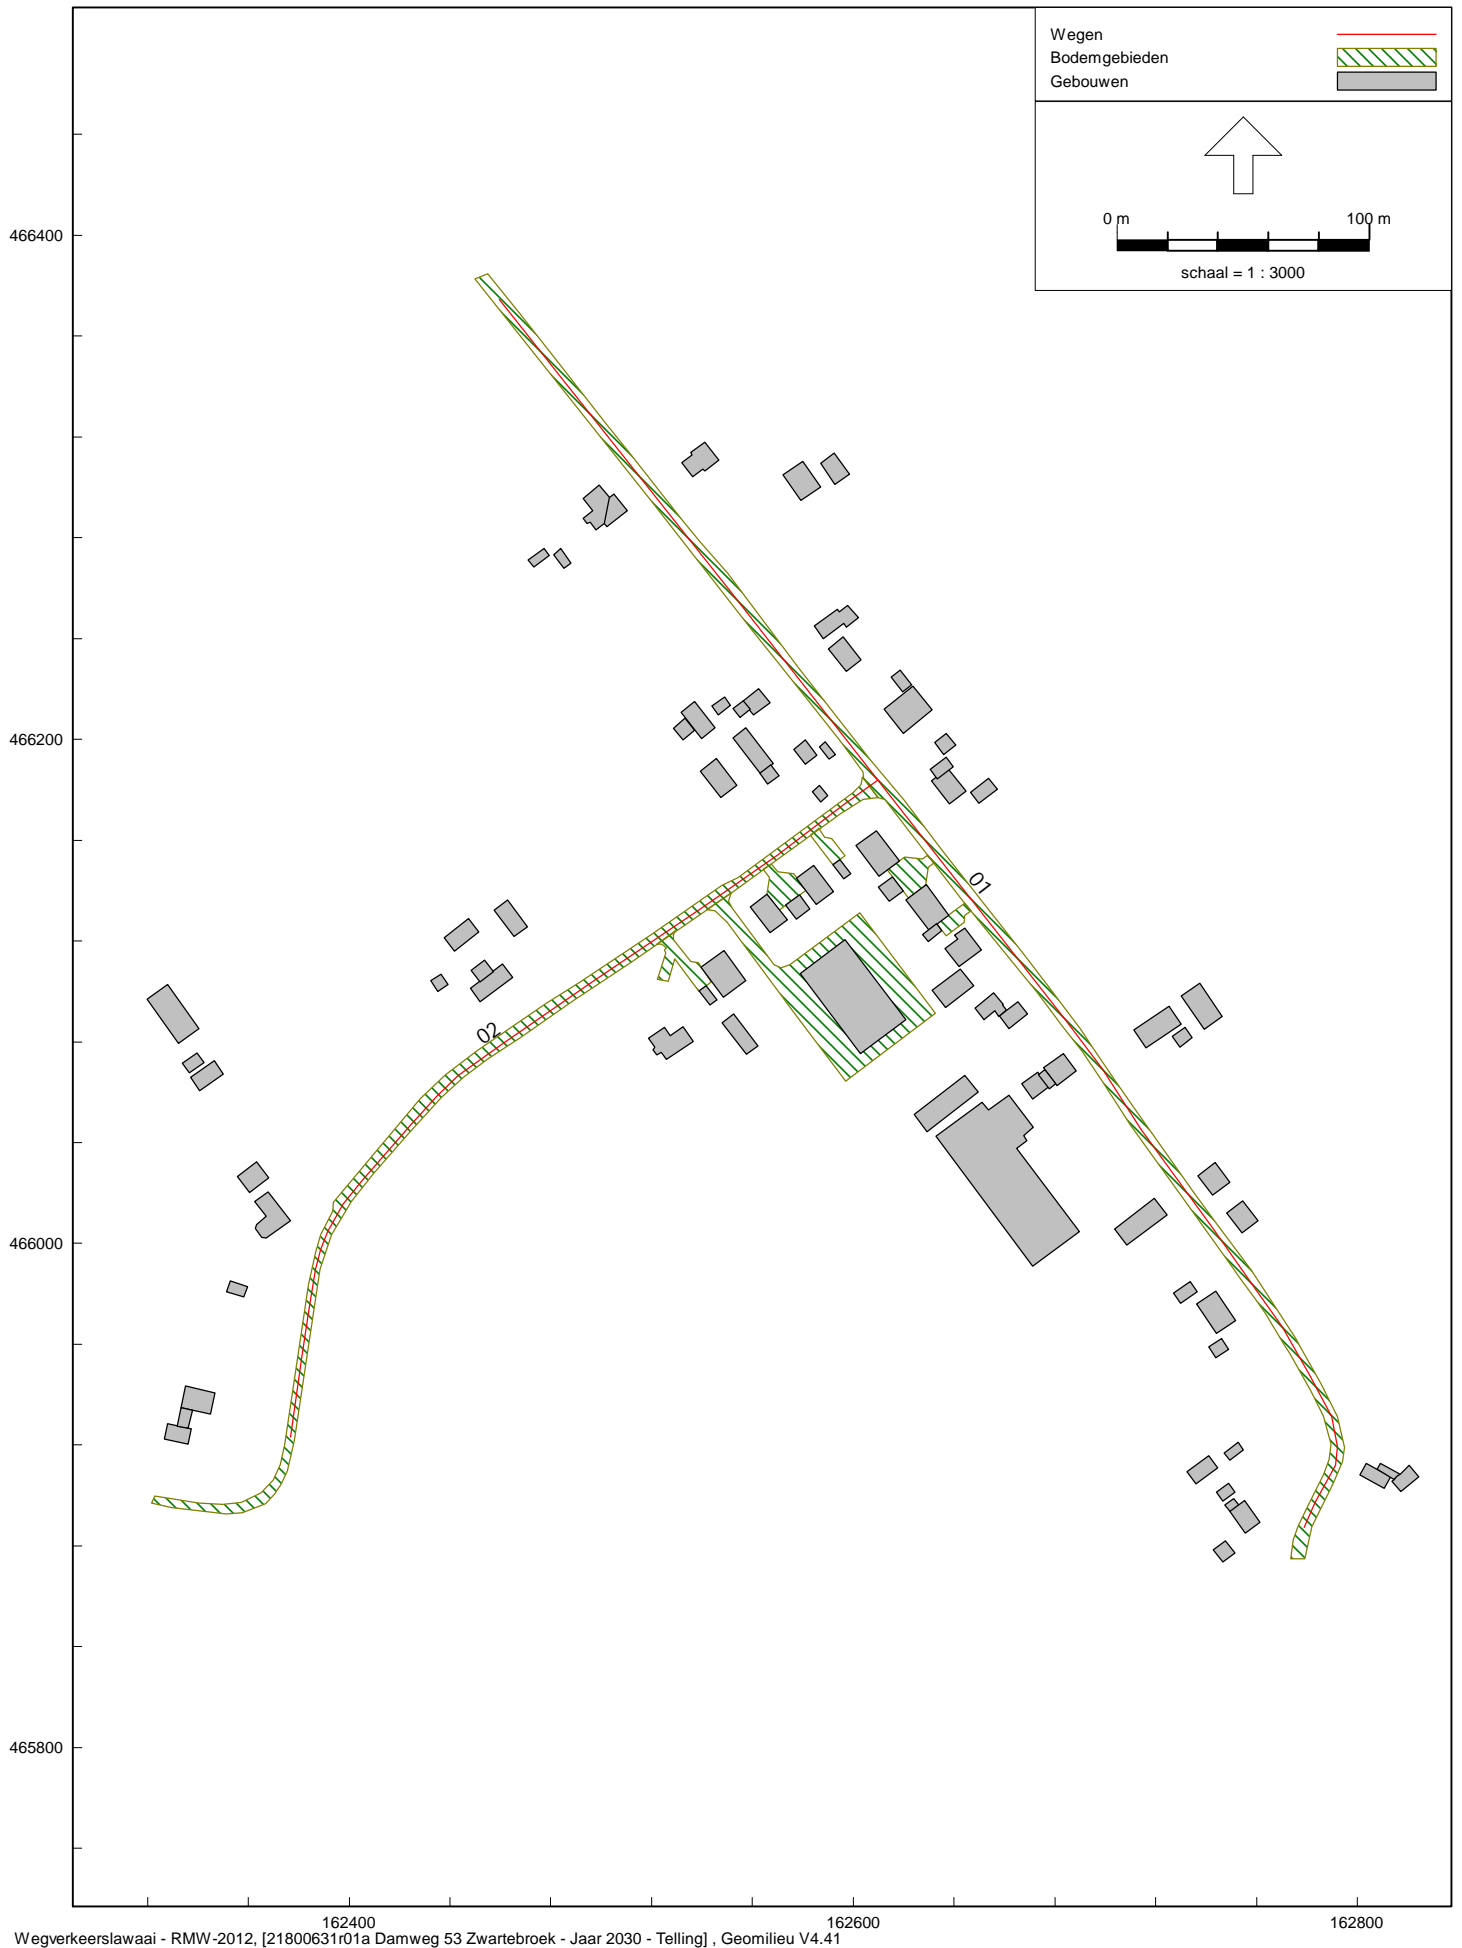 Wegen
Bodemgebieden
Gebouwen
0 m 100 m
schaal = 1 : 3000
466400
466200
01
02
466000
465800
162400 162600 162800
Wegverkeerslawaai - RMW-2012, [21800631r01a Damweg 53 Zwartebroek - Jaar 2030 - Telling] , Geomilieu V4.41